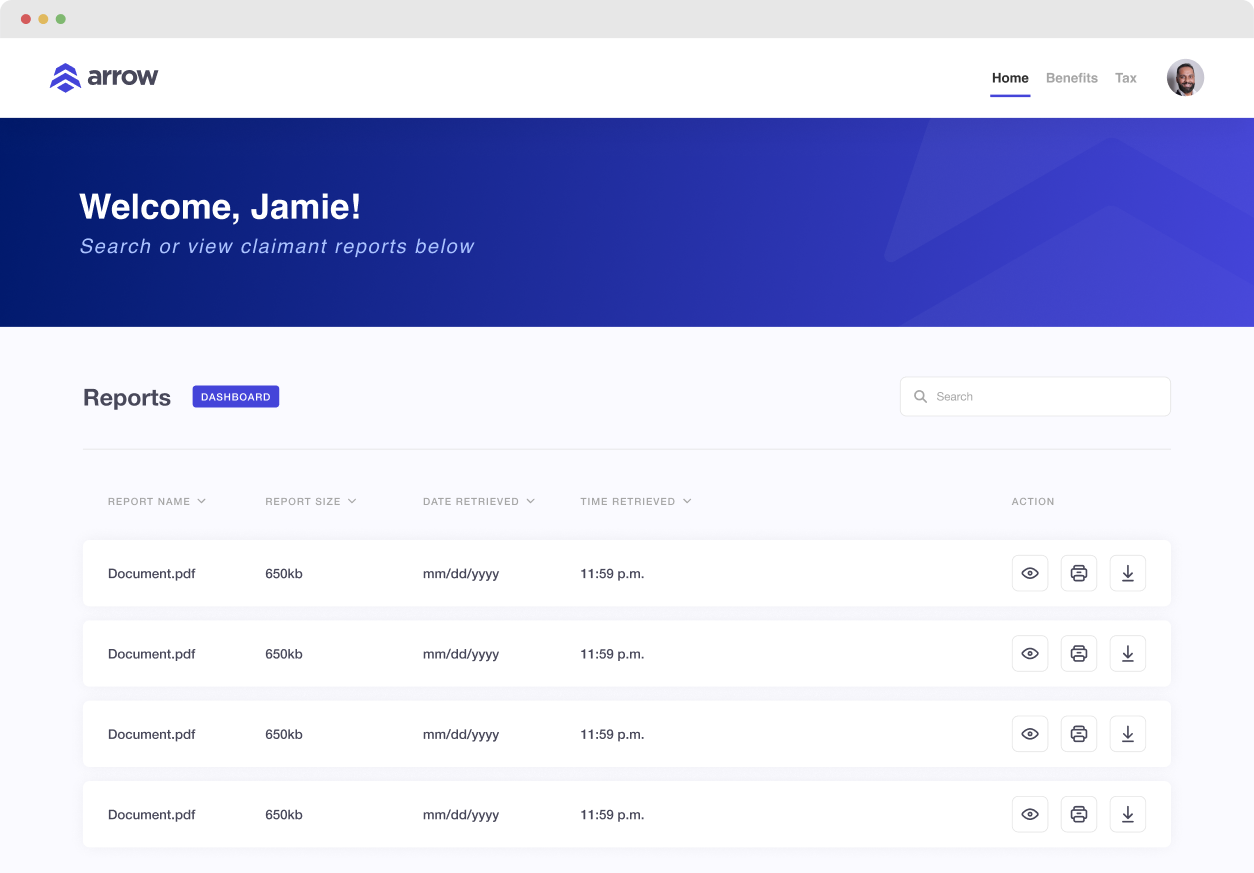 arrow
Home Benefits Tax
Welcome, Jamie!
Search or view claimant reports below
Reports DASHBOARD Search
REPORT NAME REPORT SIZE DATE RETRIEVED TIME RETRIEVED ACTION
Document.pdf 650kb mm/dd/yyyy 11:59 p.m.
Document.pdf 650kb mm/dd/yyyy 11:59 p.m.
Document.pdf 650kb mm/dd/yyyy 11:59 p.m.
Document.pdf 650kb mm/dd/yyyy 11:59 p.m.